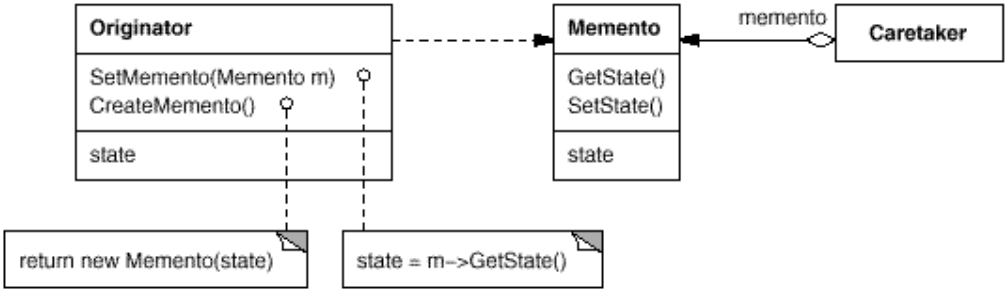 Originator
SetMemento(Memento m)
CreateMemento()
state
Memento
GetState()
SetState()
state
memento
Caretaker
return new Memento(state)
state = m->GetState()